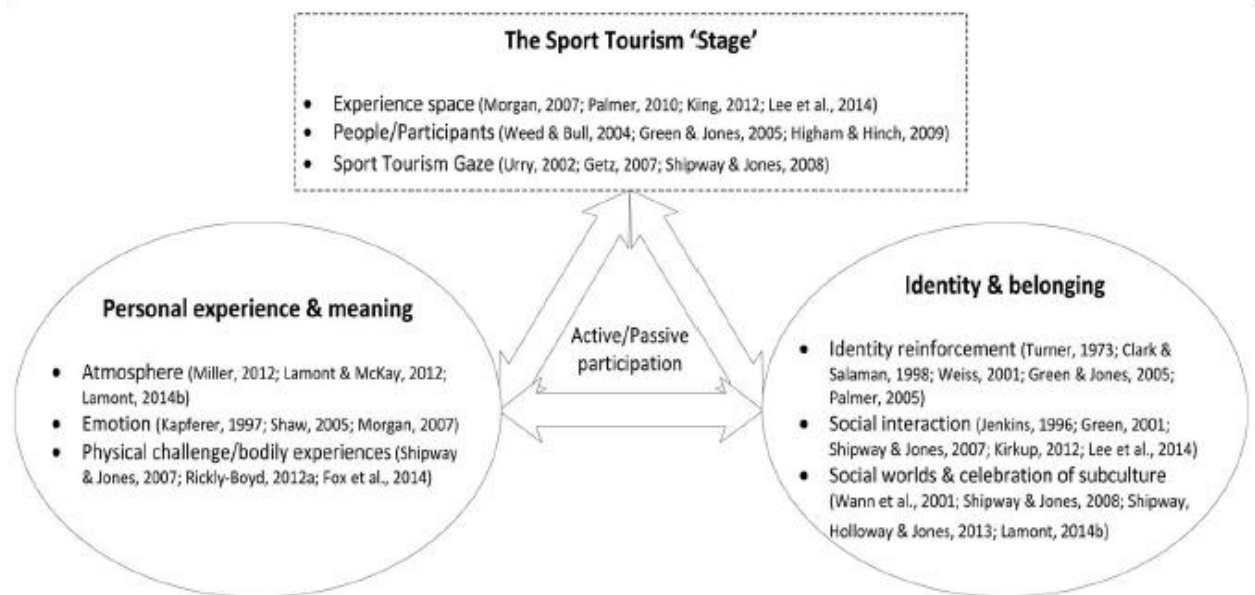 The Sport Tourism ‘Stage’
• Experience space (Morgan, 2007; Palmer, 2010; Kiing, 2012; Lee et al., 2014)
• People/Participants (Weed & Bull, 2004; Green & Jones, 2005; Higham & Hinch, 2009)
• Sport Tourism Gaze (Urry, 2002; Getz, 2007; Shipway & Jones, 2008)
Personal experience & meaning
• Atmosphere (Miller, 2012; Lamont & McKay, 2012;
Lamont, 2014b)
• Emotion (Kapferer, 1997; Shaw, 2005; Morgan, 2007)
• Physical challenge/bodily experiences (Shipway
& Jones, 2007; Rickly-Boyd, 2012a; Fox et al., 2014)
Active/Passive
participation
Identity & belonging
• Identity reinforcement (Turner, 1973; Clark &
Salaman, 1998; Weiss, 2001; Green & Jones, 2005;
Palmer, 2005)
• Social interaction (Jenkins, 1996; Green, 2001;
Shipway & Jones, 2007; Kirkup, 2012; Lee et al., 2014)
• Social worlds & celebration of subculture
(Wann et al., 2001; Shipway & Jones, 2008; Shipway,
Holloway & Jones, 2013; Lamont, 2014b)